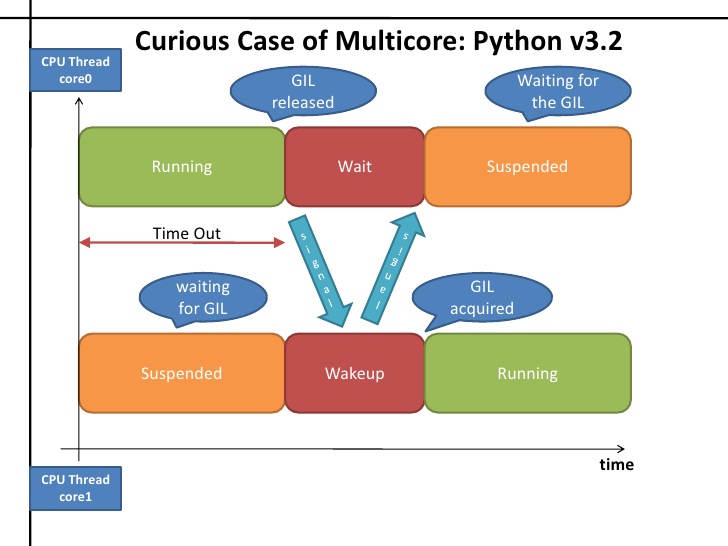 Curious Case of Multicore: Python v3.2
CPU Thread
core0
GIL
released
Waiting for
the GIL
Running
Wait
Suspended
Time Out
signal
signal
waiting
for GIL
GIL
acquired
Suspended
Wakeup
Running
time
CPU Thread
core1